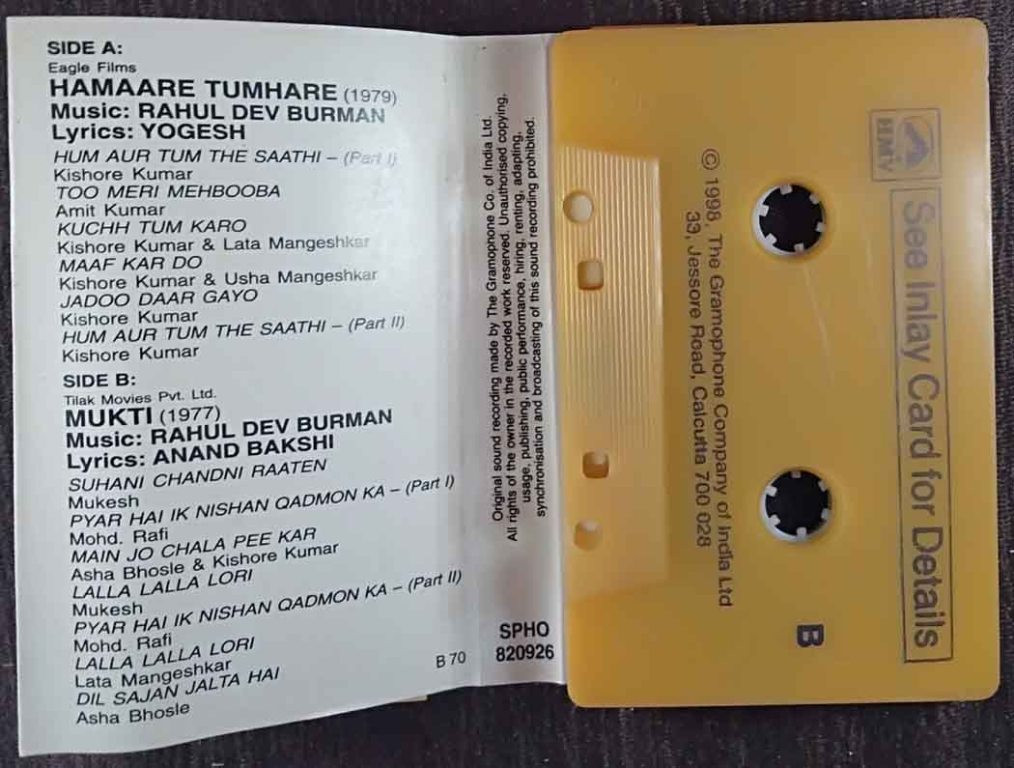 SIDE A:
Eagle Films
HAMAARE TUMHARE (1979)
Music: RAHUL DEV BURMAN
Lyrics: YOGESH
HUM AUR TUM THE SAATHI – (Part I)
Kishore Kumar
TOO MERI MEHBOOBA
Amit Kumar
KUCHH TUM KARO
Kishore Kumar & Lata Mangeshkar
MAAF KAR DO
Kishore Kumar & Usha Mangeshkar
JADOO DAAR GAYO
Kishore Kumar
HUM AUR TUM THE SAATHI – (Part II)
Kishore Kumar
SIDE B:
Tilak Movies Pvt. Ltd.
MUKTI (1977)
Music: RAHUL DEV BURMAN
Lyrics: ANAND BAKSHI
SUHANI CHANDNI RAATEN
Mukesh
PYAR HAI IK NISHAN QADMON KA – (Part I)
Mohd. Rafi
MAIN JO CHALA PEE KAR
Asha Bhosle & Kishore Kumar
LALLA LALLA LORI
Mukesh
PYAR HAI IK NISHAN QADMON KA – (Part II)
Mohd. Rafi
LALLA LALLA LORI
Lata Mangeshkar
DIL SAJAN JALTA HAI
Asha Bhosle
B 70
Original sound recording made by The Gramophone Co. of India Ltd.
All rights of the owner in the recorded work reserved. Unauthorised copying,
usage, publishing, public performance, hiring, renting, adapting,
synchronisation and broadcasting of this sound recording prohibited.
SPHO
820926
HMV
See Inlay Card for Details
© 1998, The Gramophone Company of India Ltd
33, Jessore Road, Calcutta 700 028
B